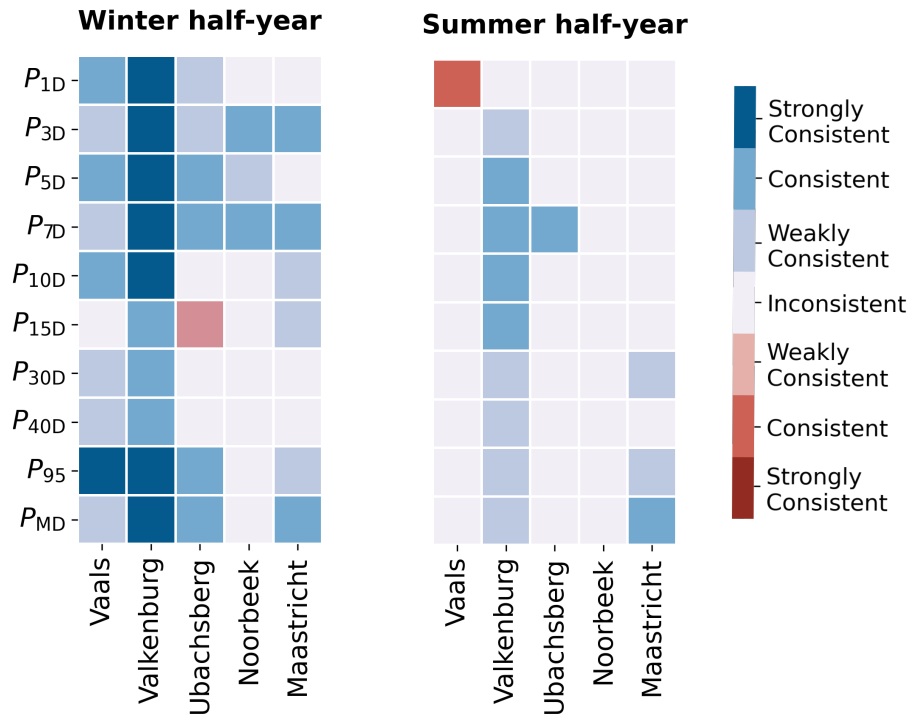 Winter half-year
Summer half-year
P1D
P3D
P5D
P7D
P10D
P15D
P30D
P40D
P95
PMD
Vaals
Valkenburg
Ubachsberg
Noorbeek
Maastricht
Vaals
Valkenburg
Ubachsberg
Noorbeek
Maastricht
Strongly
Consistent
Consistent
Weakly
Consistent
Inconsistent
Weakly
Consistent
Consistent
Strongly
Consistent